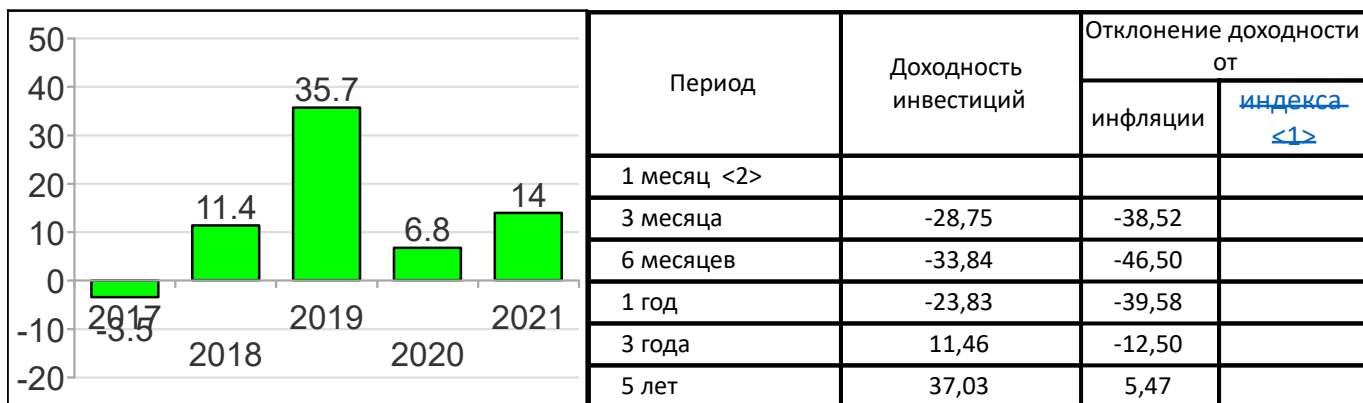 50
40
30
20
10
0
-10
-20
-3.5
11.4
35.7
6.8
14
2017
2018
2019
2020
2021
Период
Доходность
инвестиций
Отклонение доходности
от
инфляции
индекса
<1>
1 месяц <2>
3 месяца -28,75 -38,52
6 месяцев -33,84 -46,50
1 год -23,83 -39,58
3 года 11,46 -12,50
5 лет 37,03 5,47